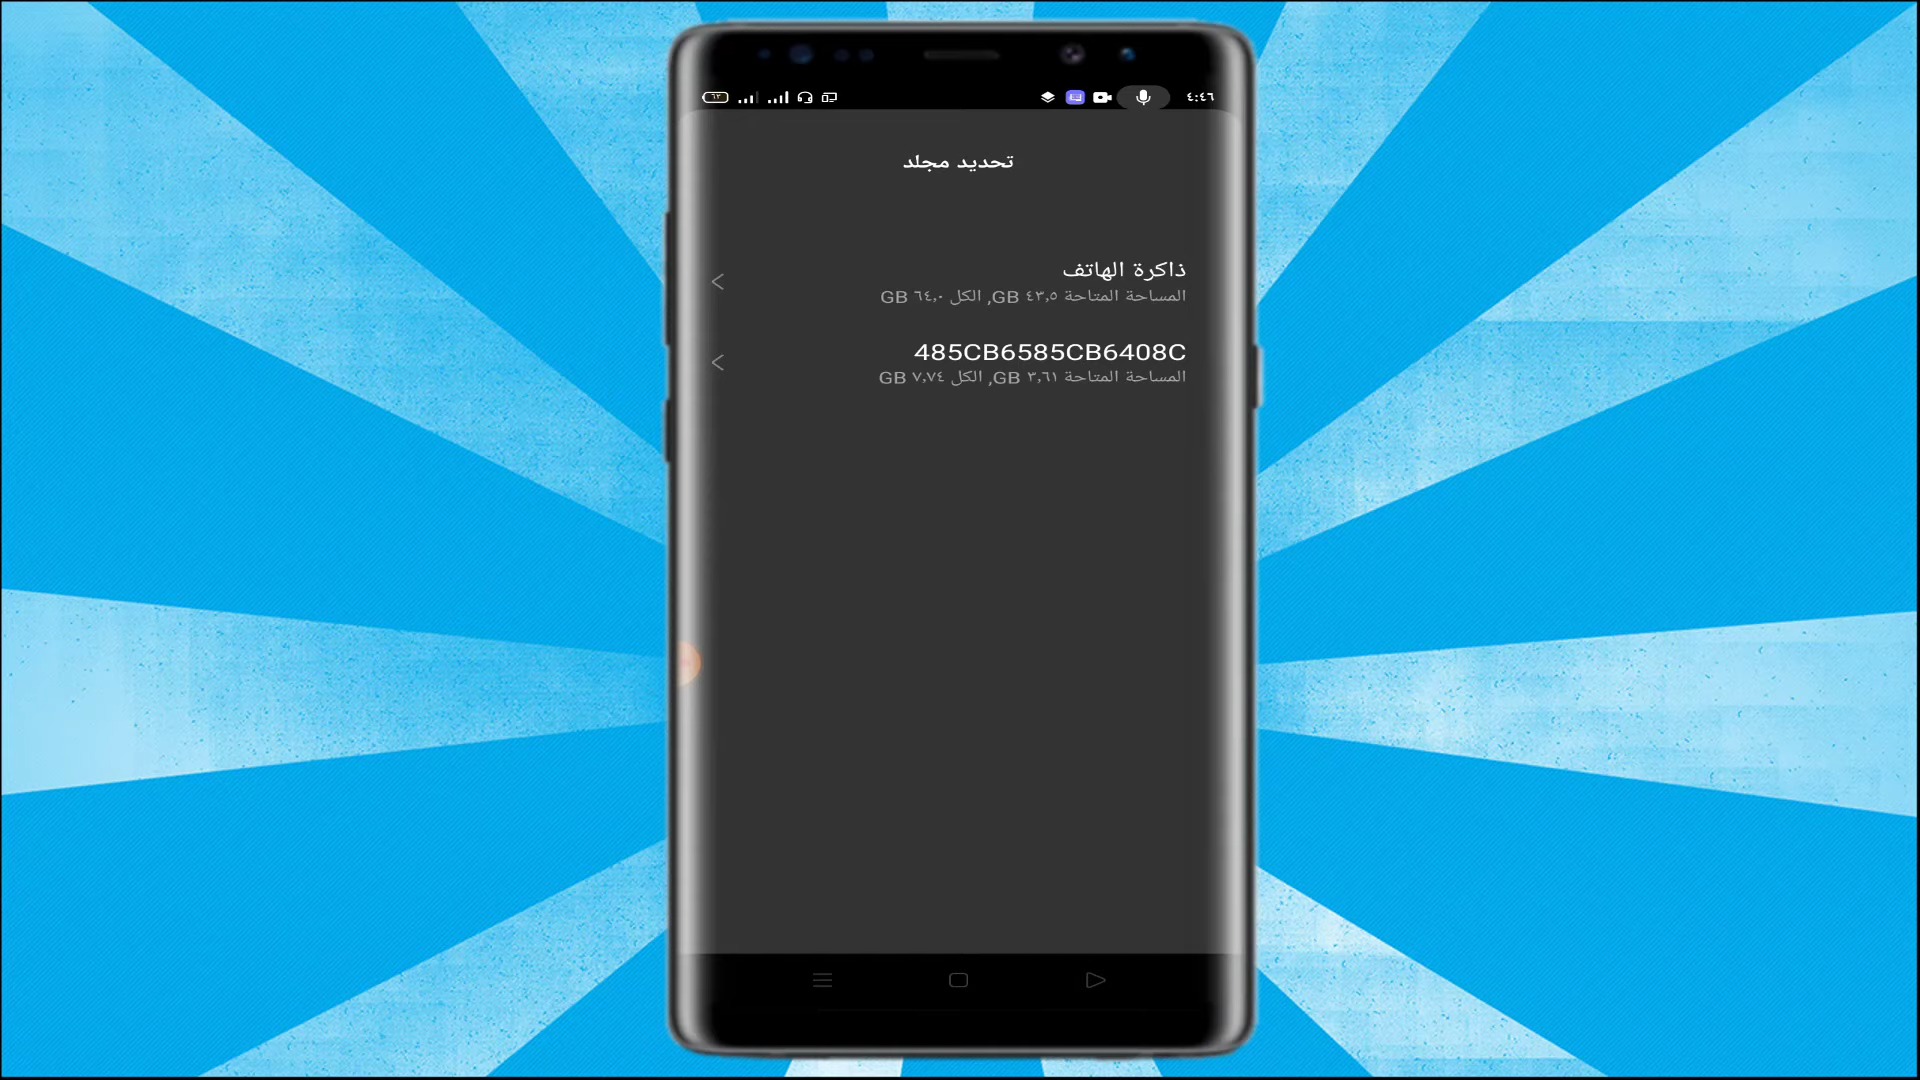 ٤:٤٦
٦٢
تحديد مجلد
ذاكرة الهاتف
المساحة المتاحة ٤٣,٥ GB, الكل ٦٤,٠ GB
485CB6585CB6408C
المساحة المتاحة ٣,٦١ GB, الكل ٧,٧٤ GB